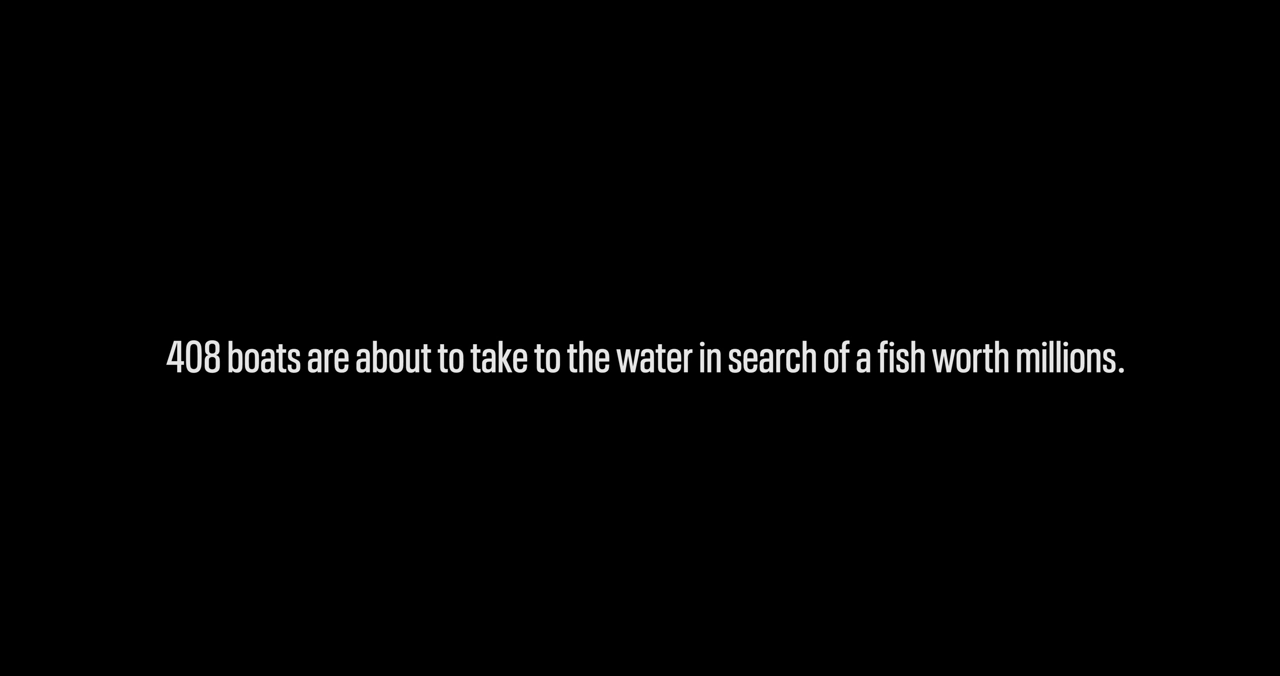 408 boats are about to take to the water in search of a fish worth millions.